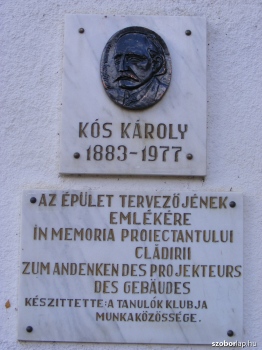 KÓS KÁROLY
1883-1977
AZ ÉPÜLET TERVEZŐJÉNEK
EMLÉKÉRE
ÎN MEMORIA PROIECTANTULUI
CLĂDIRII
ZUM ANDENKEN DES PROJEKTEURS
DES GEBÄUDES
KÉSZITTETTE: A TANULÓK KLUBJA
MUNKAKÖZÖSSÉGE.
szoborlap.hu